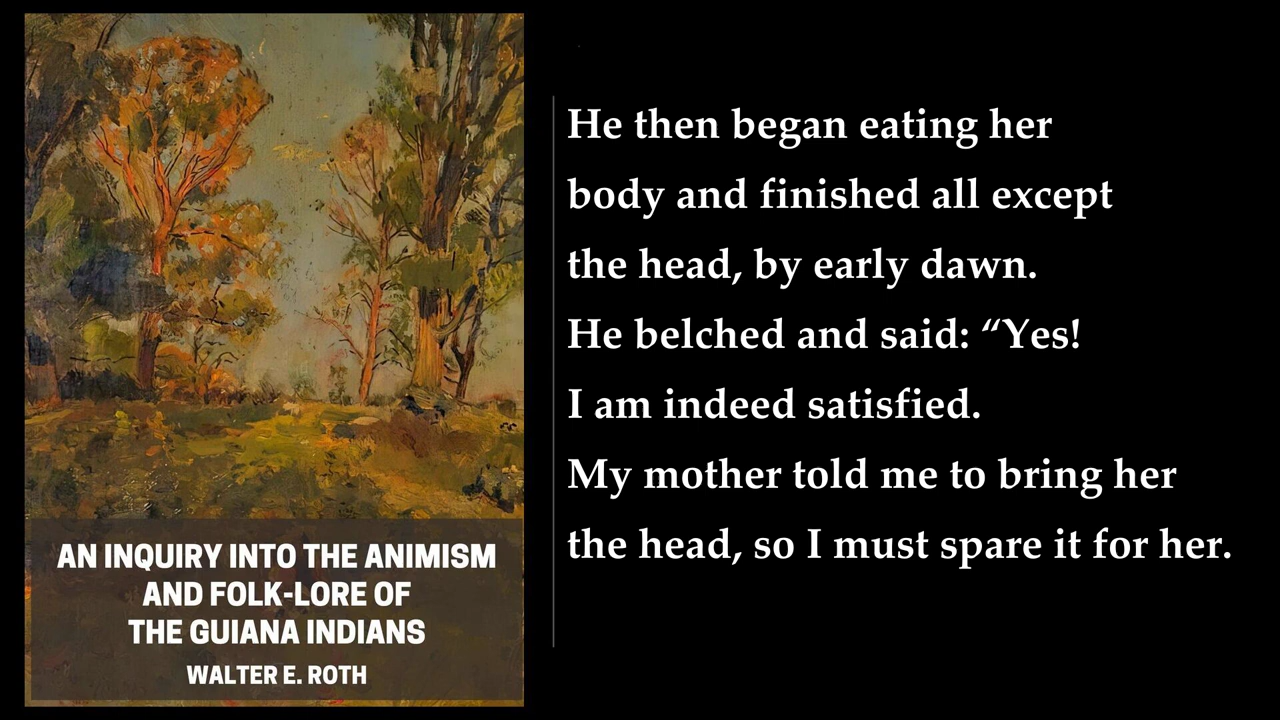 AN INQUIRY INTO THE ANIMISM
AND FOLK-LORE OF
THE GUIANA INDIANS
WALTER E. ROTH
He then began eating her
body and finished all except
the head, by early dawn.
He belched and said: “Yes!
I am indeed satisfied.
My mother told me to bring her
the head, so I must spare it for her.